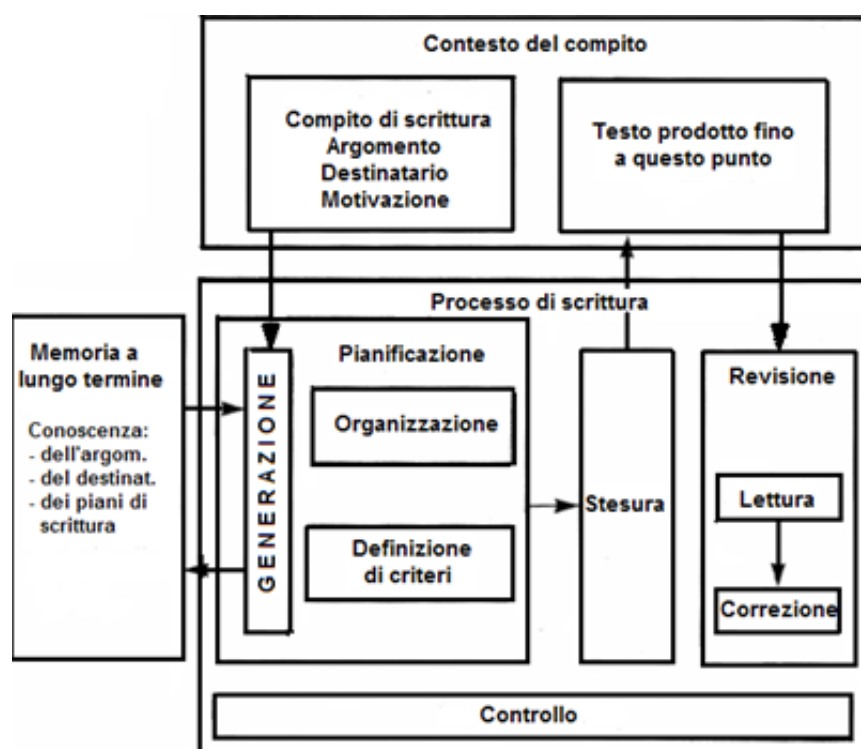 Contesto del compito
Compito di scrittura
Argomento
Destinatario
Motivazione
Testo prodotto fino
a questo punto
Processo di scrittura
Memoria a
lungo termine
Conoscenza:
- dell'argom.
- del destinat.
- dei piani di
scrittura
GENERAZIONE
Pianificazione
Organizzazione
Definizione
di criteri
Stesura
Revisione
Lettura
Correzione
Controllo